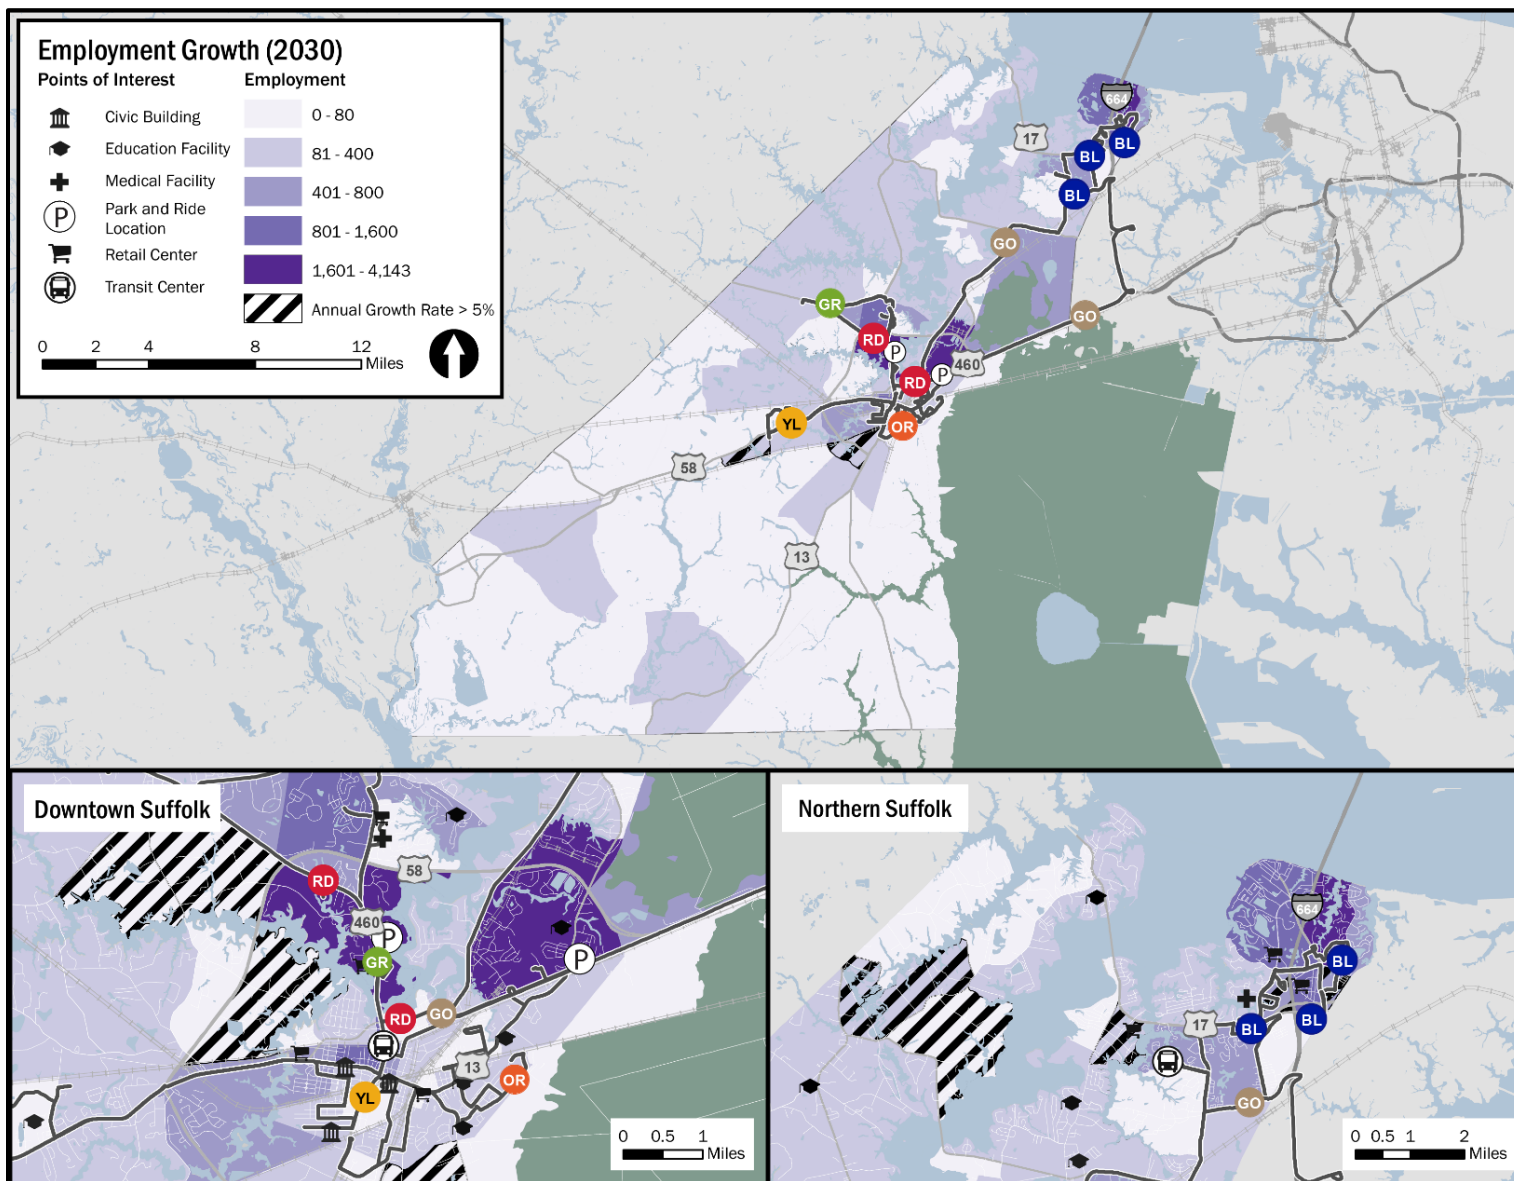 Employment Growth (2030)
Points of Interest
Employment
Civic Building
Education Facility
Medical Facility
Park and Ride
Location
Retail Center
Transit Center
P
0 - 80
81 - 400
401 - 800
801 - 1,600
1,601 - 4,143
Annual Growth Rate > 5%
0 2 4 8 12
Miles
664
17
BL
BL
BL
GO
GR
GO
RD
P
460
P
RD
YL
OR
58
13
Downtown Suffolk
58
RD
460
P
GR
P
GO
RD
13
OR
YL
0 0.5 1
Miles
Northern Suffolk
664
BL
17
BL
BL
GO
0 0.5 1 2
Miles